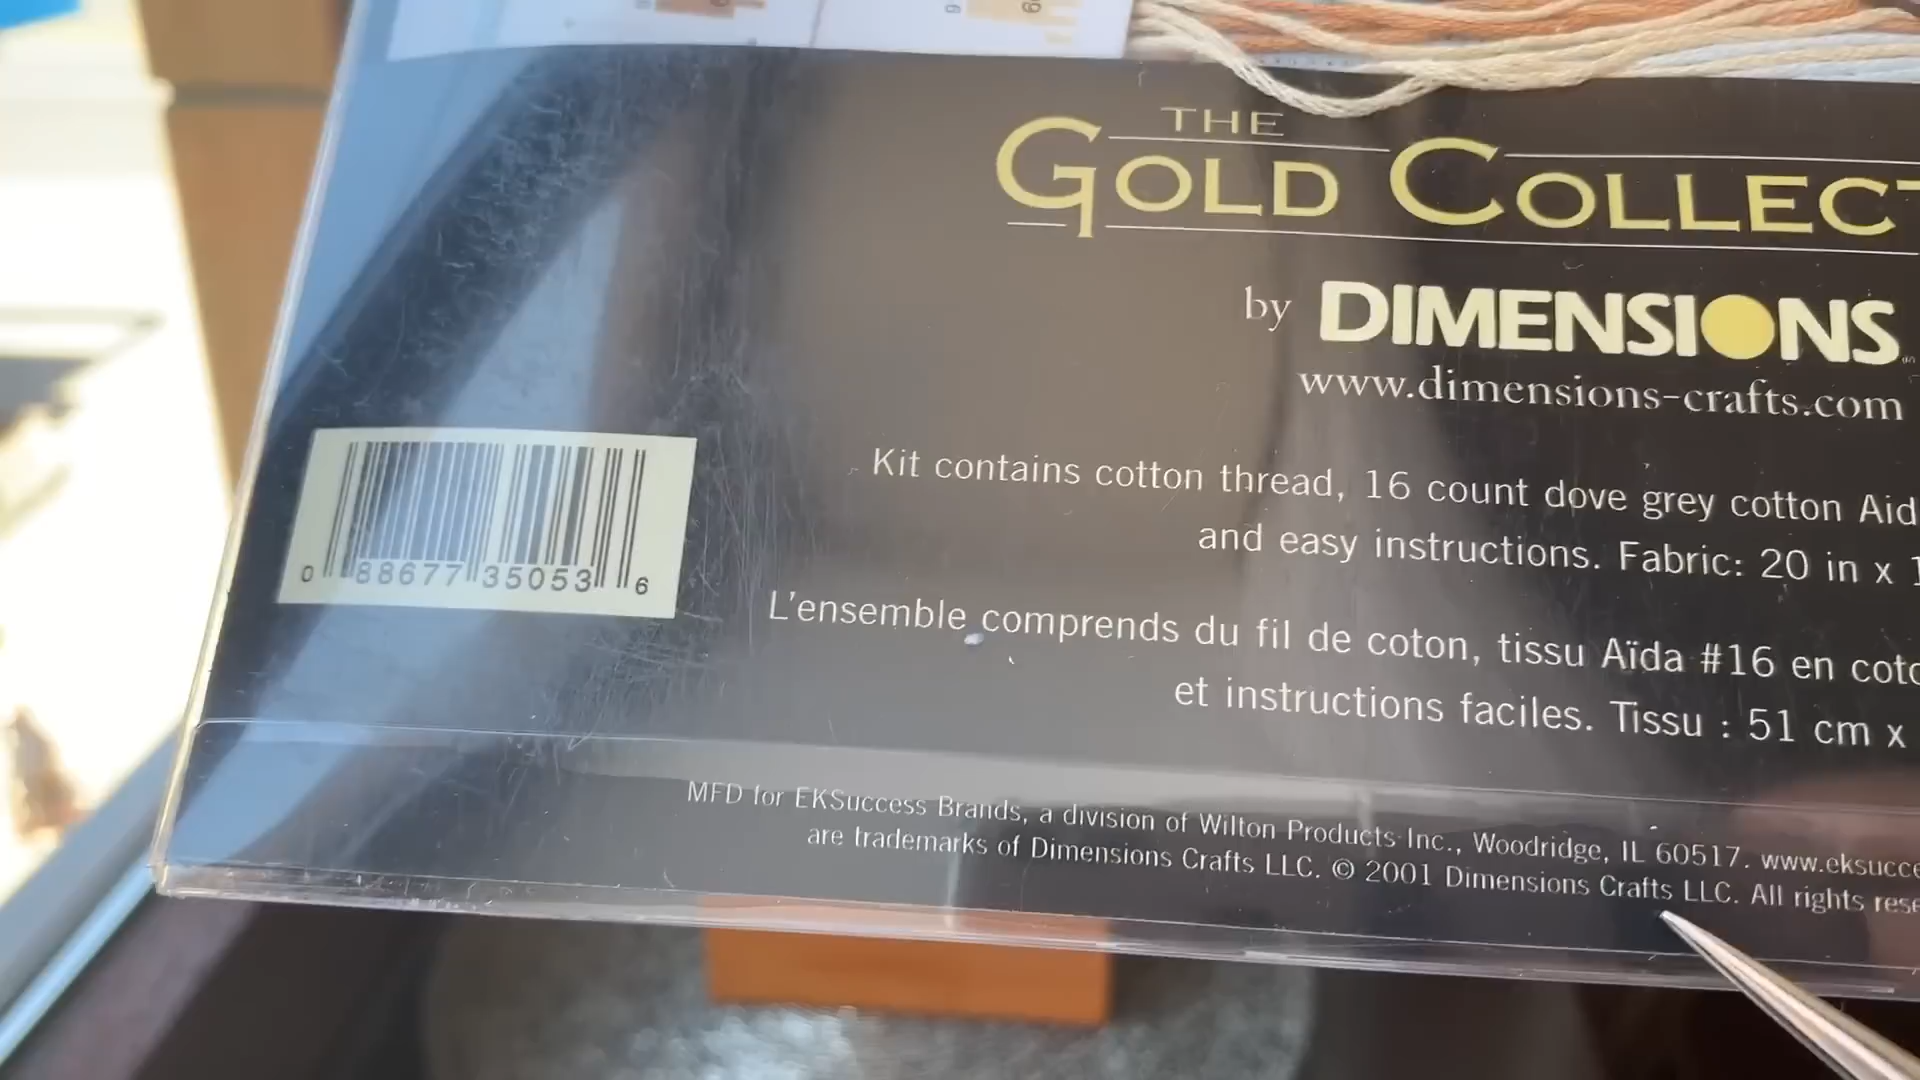 THE
GOLD COLLEC
by DIMENSIONS
www.dimensions-crafts.com
Kit contains cotton thread, 16 count dove grey cotton Aid
and easy instructions. Fabric: 20 in x 1
L'ensemble comprends du fil de coton, tissu Aïda #16 en coto
et instructions faciles. Tissu : 51 cm x
0 88677 35053 6
MFD for EKSuccess Brands, a division of Wilton Products Inc., Woodridge, IL 60517. www.eksucce
are trademarks of Dimensions Crafts LLC. © 2001 Dimensions Crafts LLC. All rights rese